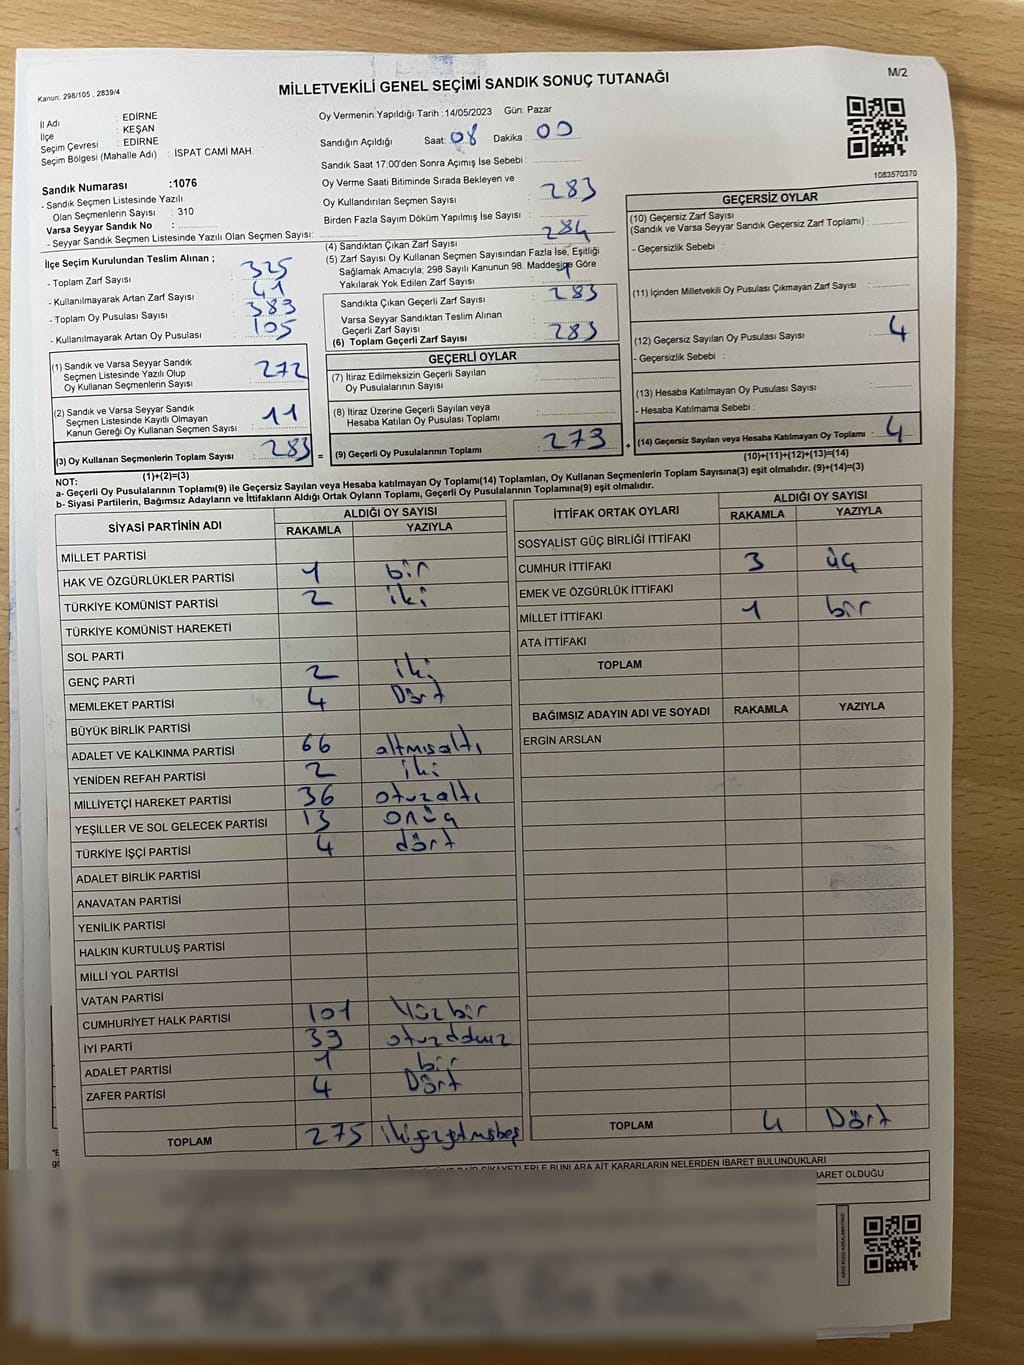 Kanun: 298/105 , 2839/4
MİLLETVEKİLİ GENEL SEÇİMİ SANDIK SONUÇ TUTANAĞI
M/2
İl Adı : EDİRNE
İlçe : KEŞAN
Seçim Çevresi : EDİRNE
Seçim Bölgesi (Mahalle Adı) : İSPAT CAMİ MAH.
Sandık Numarası :1076
- Sandık Seçmen Listesinde Yazılı
Olan Seçmenlerin Sayısı : 310
Varsa Seyyar Sandık No :
- Seyyar Sandık Seçmen Listesinde Yazılı Olan Seçmen Sayısı:
Oy Vermenin Yapıldığı Tarih :14/05/2023 Gün: Pazar
Sandığın Açıldığı Saat: 08 Dakika : 00
Sandık Saat 17:00'den Sonra Açılmış İse Sebebi :
Oy Verme Saati Bitiminde Sırada Bekleyen ve
Oy Kullandırılan Seçmen Sayısı : 283
Birden Fazla Sayım Döküm Yapılmış İse Sayısı :
1083570370
İlçe Seçim Kurulundan Teslim Alınan ;
- Toplam Zarf Sayısı : 325
- Kullanılmayarak Artan Zarf Sayısı : 41
- Toplam Oy Pusulası Sayısı : 383
- Kullanılmayarak Artan Oy Pusulası : 105
(1) Sandık ve Varsa Seyyar Sandık
Seçmen Listesinde Yazılı Olup
Oy Kullanan Seçmenlerin Sayısı : 272
(2) Sandık ve Varsa Seyyar Sandık
Seçmen Listesinde Kayıtlı Olmayan
Kanun Gereği Oy Kullanan Seçmen Sayısı : 11
(3) Oy Kullanan Seçmenlerin Toplam Sayısı : 283
(1)+(2)=(3)
(4) Sandıktan Çıkan Zarf Sayısı : 284
(5) Zarf Sayısı Oy Kullanan Seçmen Sayısından Fazla İse, Eşitliği
Sağlamak Amacıyla; 298 Sayılı Kanunun 98. Maddesine Göre
Yakılarak Yok Edilen Zarf Sayısı : 1
Sandıkta Çıkan Geçerli Zarf Sayısı : 283
Varsa Seyyar Sandıktan Teslim Alınan
Geçerli Zarf Sayısı :
(6) Toplam Geçerli Zarf Sayısı : 283
GEÇERLİ OYLAR
(7) İtiraz Edilmeksizin Geçerli Sayılan
Oy Pusulalarının Sayısı :
(8) İtiraz Üzerine Geçerli Sayılan veya
Hesaba Katılan Oy Pusulası Toplamı :
= (9) Geçerli Oy Pusulalarının Toplamı : 273 +
GEÇERSİZ OYLAR
(10) Geçersiz Zarf Sayısı
(Sandık ve Varsa Seyyar Sandık Geçersiz Zarf Toplamı) :
- Geçersizlik Sebebi :
(11) İçinden Milletvekili Oy Pusulası Çıkmayan Zarf Sayısı :
(12) Geçersiz Sayılan Oy Pusulası Sayısı : 4
- Geçersizlik Sebebi :
(13) Hesaba Katılmayan Oy Pusulası Sayısı :
- Hesaba Katılmama Sebebi :
(14) Geçersiz Sayılan veya Hesaba Katılmayan Oy Toplamı : 4
(10)+(11)+(12)+(13)=(14)
NOT:
a- Geçerli Oy Pusulalarının Toplamı(9) ile Geçersiz Sayılan veya Hesaba katılmayan Oy Toplamı(14) Toplamları, Oy Kullanan Seçmenlerin Toplam Sayısına(3) eşit olmalıdır. (9)+(14)=(3)
b- Siyasi Partilerin, Bağımsız Adayların ve İttifakların Aldığı Ortak Oyların Toplamı, Geçerli Oy Pusulalarının Toplamına(9) eşit olmalıdır.
SİYASİ PARTİNİN ADI ALDIĞI OY SAYISI
RAKAMLA YAZIYLA
MİLLET PARTİSİ
HAK VE ÖZGÜRLÜKLER PARTİSİ 1 bir
TÜRKİYE KOMÜNİST PARTİSİ 2 iki
TÜRKİYE KOMÜNİST HAREKETİ
SOL PARTİ
GENÇ PARTİ 2 iki
MEMLEKET PARTİSİ 4 Dört
BÜYÜK BİRLİK PARTİSİ
ADALET VE KALKINMA PARTİSİ 66 altmışaltı
YENİDEN REFAH PARTİSİ 2 iki
MİLLİYETÇİ HAREKET PARTİSİ 36 otuzaltı
YEŞİLLER VE SOL GELECEK PARTİSİ 13 onüç
TÜRKİYE İŞÇİ PARTİSİ 4 dört
ADALET BİRLİK PARTİSİ
ANAVATAN PARTİSİ
YENİLİK PARTİSİ
HALKIN KURTULUŞ PARTİSİ
MİLLİ YOL PARTİSİ
VATAN PARTİSİ
CUMHURİYET HALK PARTİSİ 101 Yüzbir
İYİ PARTİ 39
ADALET PARTİSİ 1 bir
ZAFER PARTİSİ 4 Dört
TOPLAM 275
İTTİFAK ORTAK OYLARI ALDIĞI OY SAYISI
RAKAMLA YAZIYLA
SOSYALİST GÜÇ BİRLİĞİ İTTİFAKI
CUMHUR İTTİFAKI 3 üç
EMEK VE ÖZGÜRLÜK İTTİFAKI
MİLLET İTTİFAKI 1 bir
ATA İTTİFAKI
TOPLAM
BAĞIMSIZ ADAYIN ADI VE SOYADI RAKAMLA YAZIYLA
ERGİN ARSLAN
TOPLAM 4 Dört
KARARLARIN NELERDEN İBARET BULUNDUKLARI
İBARET OLDUĞU